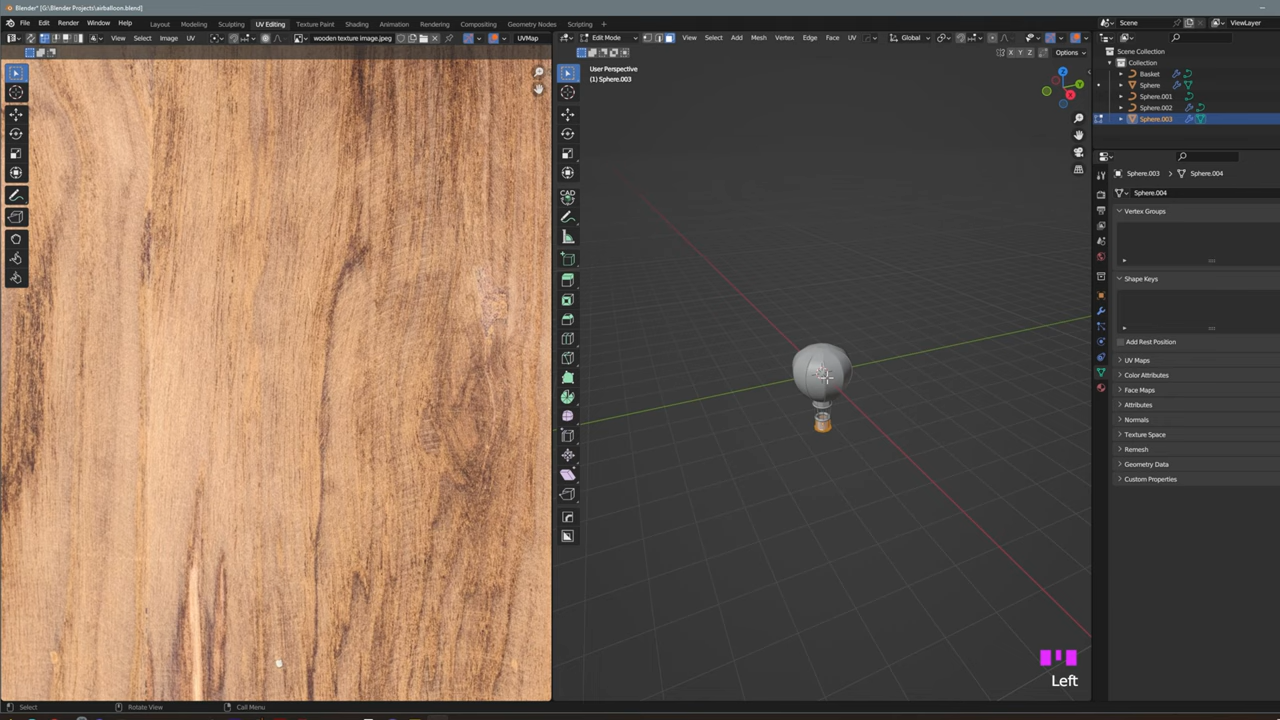 Blender* [G:\Blender Projects\airballoon.blend]
File Edit Render Window Help Layout Modeling Sculpting UV Editing Texture Paint Shading Animation Rendering Compositing Geometry Nodes Scripting + Scene ViewLayer
View Select Image UV wooden texture image.jpeg UVMap Edit Mode View Select Add Mesh Vertex Edge Face UV Global
X Y Z Options
User Perspective
(1) Sphere.003
Scene Collection
Collection
Basket
Sphere
Sphere.001
Sphere.002
Sphere.003
Sphere.003 > Sphere.004
Sphere.004
Vertex Groups
Shape Keys
Add Rest Position
UV Maps
Color Attributes
Face Maps
Attributes
Normals
Texture Space
Remesh
Geometry Data
Custom Properties
CAD
Z
Y
X
Left
Select Rotate View Call Menu